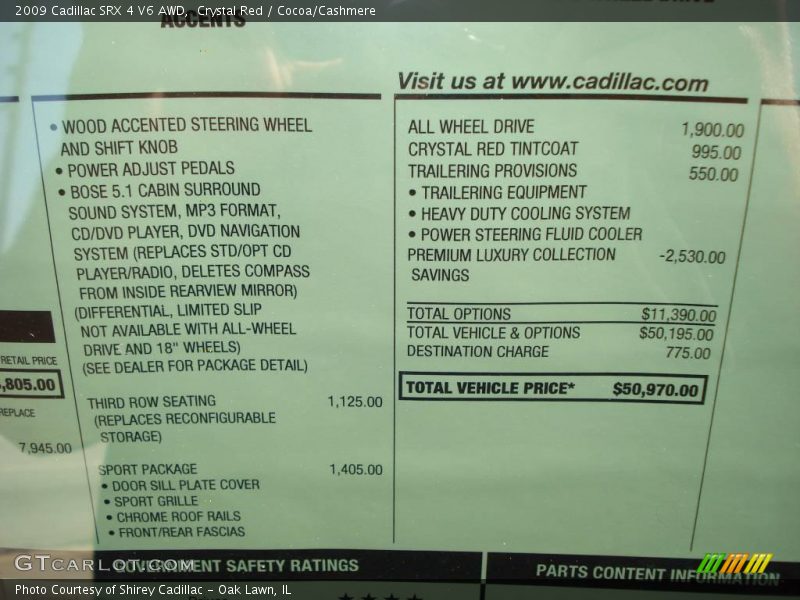 2009 Cadillac SRX 4 V6 AWD - Crystal Red / Cocoa/Cashmere
ACCENTS
RETAIL PRICE
,805.00
REPLACE
7,945.00
• WOOD ACCENTED STEERING WHEEL
AND SHIFT KNOB
• POWER ADJUST PEDALS
• BOSE 5.1 CABIN SURROUND
SOUND SYSTEM, MP3 FORMAT,
CD/DVD PLAYER, DVD NAVIGATION
SYSTEM (REPLACES STD/OPT CD
PLAYER/RADIO, DELETES COMPASS
FROM INSIDE REARVIEW MIRROR)
(DIFFERENTIAL, LIMITED SLIP
NOT AVAILABLE WITH ALL-WHEEL
DRIVE AND 18" WHEELS)
(SEE DEALER FOR PACKAGE DETAIL)
THIRD ROW SEATING 1,125.00
(REPLACES RECONFIGURABLE
STORAGE)
SPORT PACKAGE 1,405.00
• DOOR SILL PLATE COVER
• SPORT GRILLE
• CHROME ROOF RAILS
• FRONT/REAR FASCIAS
Visit us at www.cadillac.com
ALL WHEEL DRIVE 1,900.00
CRYSTAL RED TINTCOAT 995.00
TRAILERING PROVISIONS 550.00
• TRAILERING EQUIPMENT
• HEAVY DUTY COOLING SYSTEM
• POWER STEERING FLUID COOLER
PREMIUM LUXURY COLLECTION -2,530.00
SAVINGS
TOTAL OPTIONS $11,390.00
TOTAL VEHICLE & OPTIONS $50,195.00
DESTINATION CHARGE 775.00
TOTAL VEHICLE PRICE* $50,970.00
GOVERNMENT SAFETY RATINGS
PARTS CONTENT INFORMATION
GTCarLot.com
Photo Courtesy of Shirey Cadillac - Oak Lawn, IL